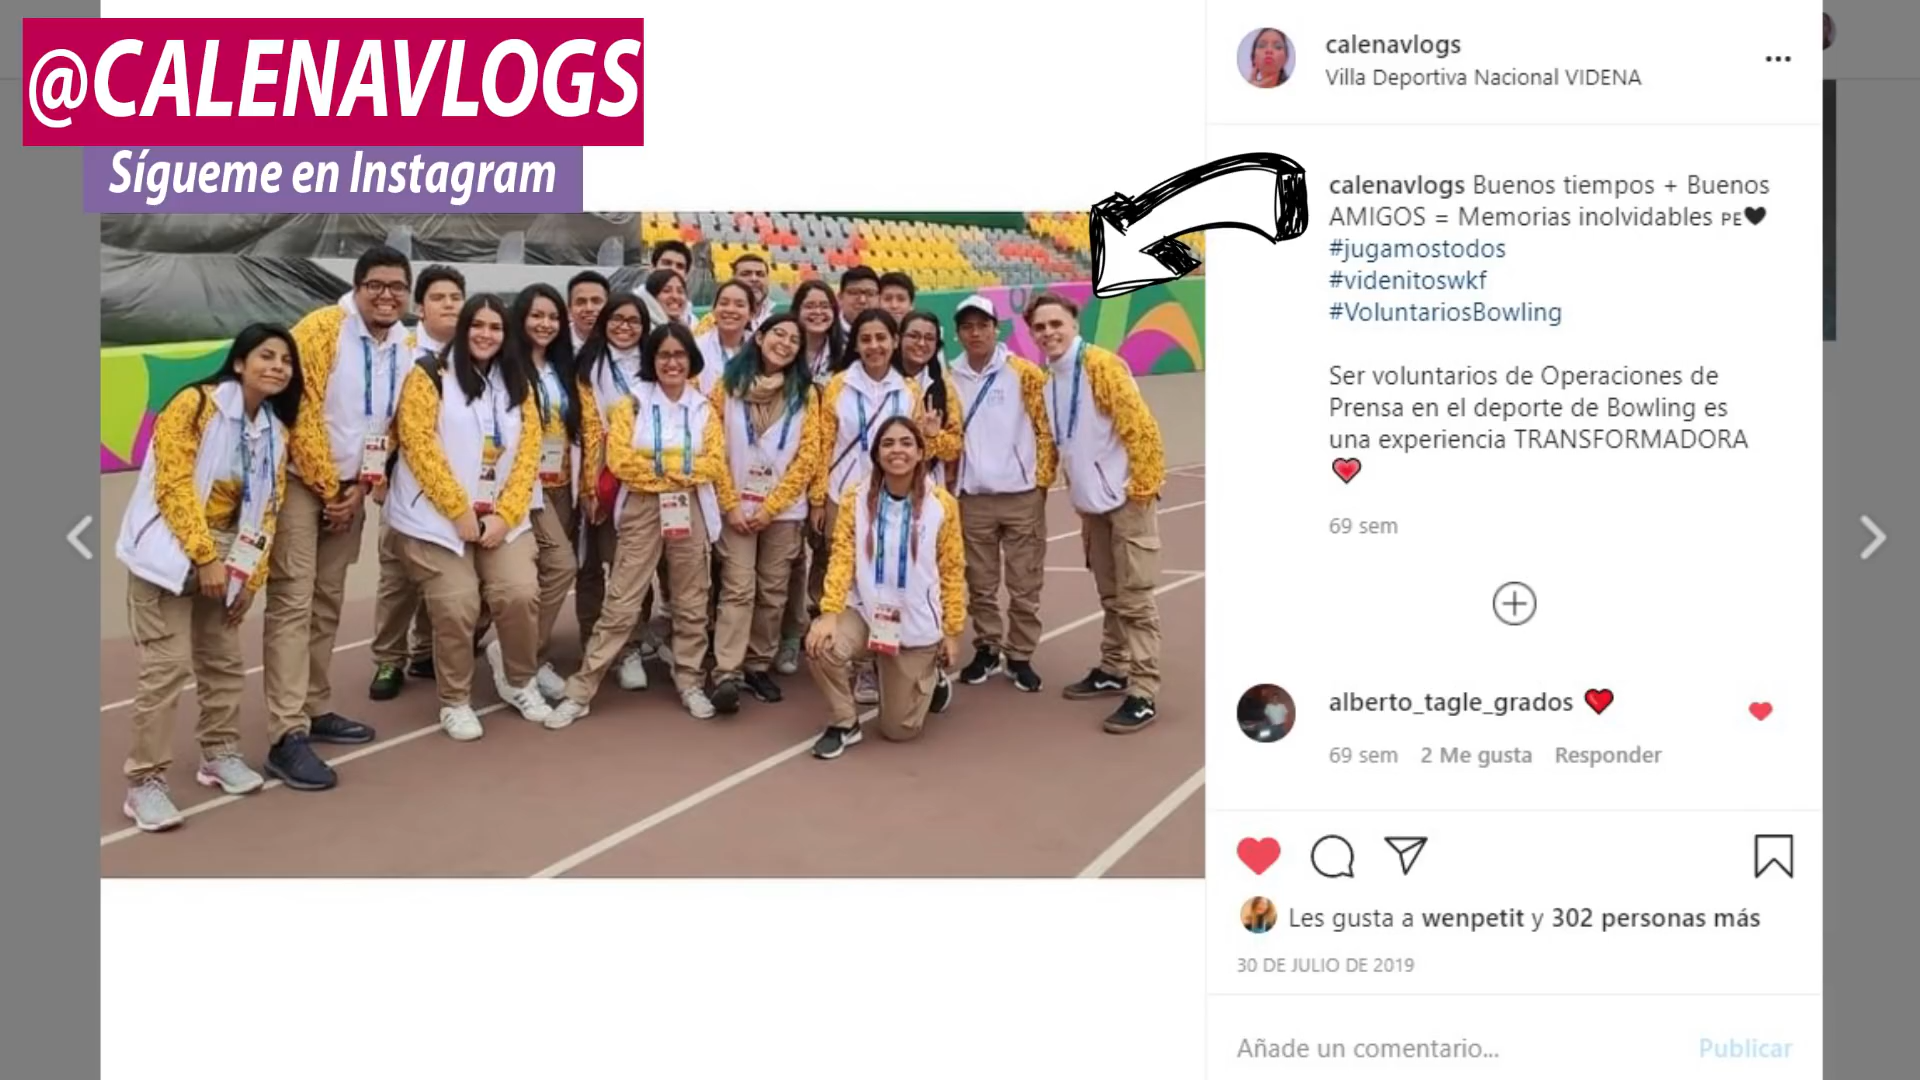 @CALENAVLOGS
Sígueme en Instagram
calenavlogs
Villa Deportiva Nacional VIDENA
calenavlogs Buenos tiempos + Buenos
AMIGOS = Memorias inolvidables PE🖤
#jugamostodos
#videnitoswkf
#VoluntariosBowling
Ser voluntarios de Operaciones de
Prensa en el deporte de Bowling es
una experiencia TRANSFORMADORA
❤️
69 sem
alberto_tagle_grados ❤️
69 sem 2 Me gusta Responder
Les gusta a wenpetit y 302 personas más
30 DE JULIO DE 2019
Añade un comentario...
Publicar